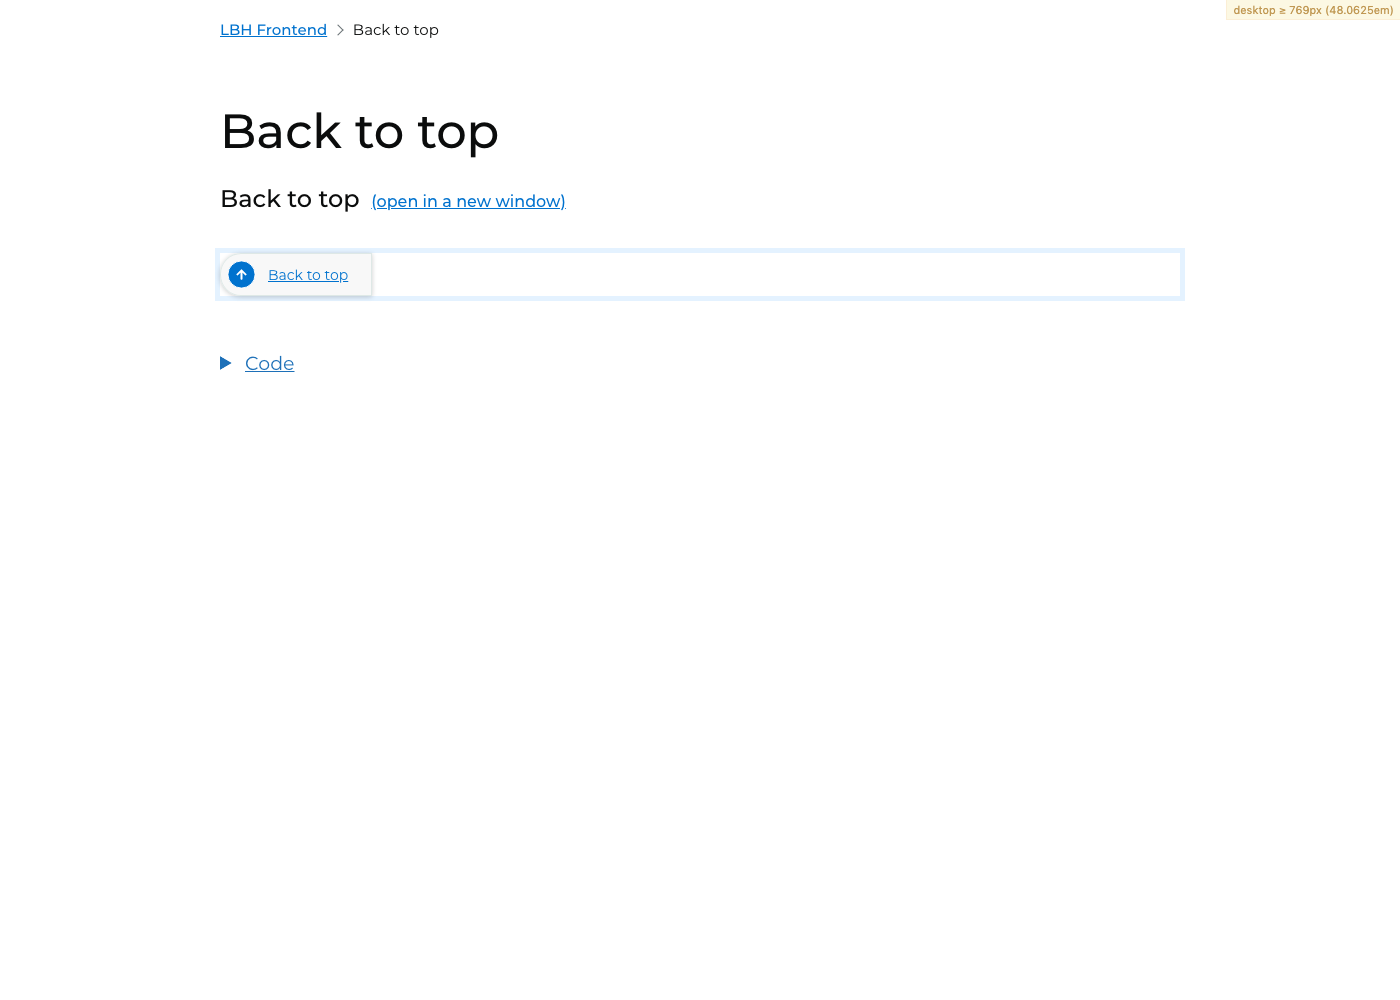 desktop ≥ 769px (48.0625em)
LBH Frontend > Back to top
Back to top
Back to top (open in a new window)
Back to top
Code